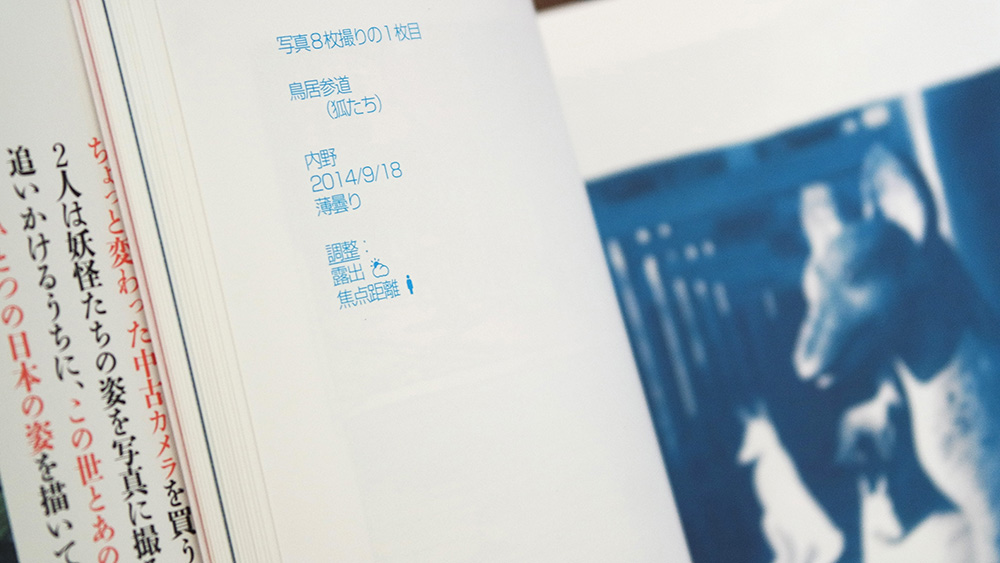 写真8枚撮りの1枚目
鳥居参道
(狐たち)
内野
2014/9/18
薄曇り
調整：
露出
焦点距離
ちょっと変わった中古カメラを買う
2人は妖怪たちの姿を写真に撮
追いかけるうちに、この世とあの
とつの日本の姿を描いて